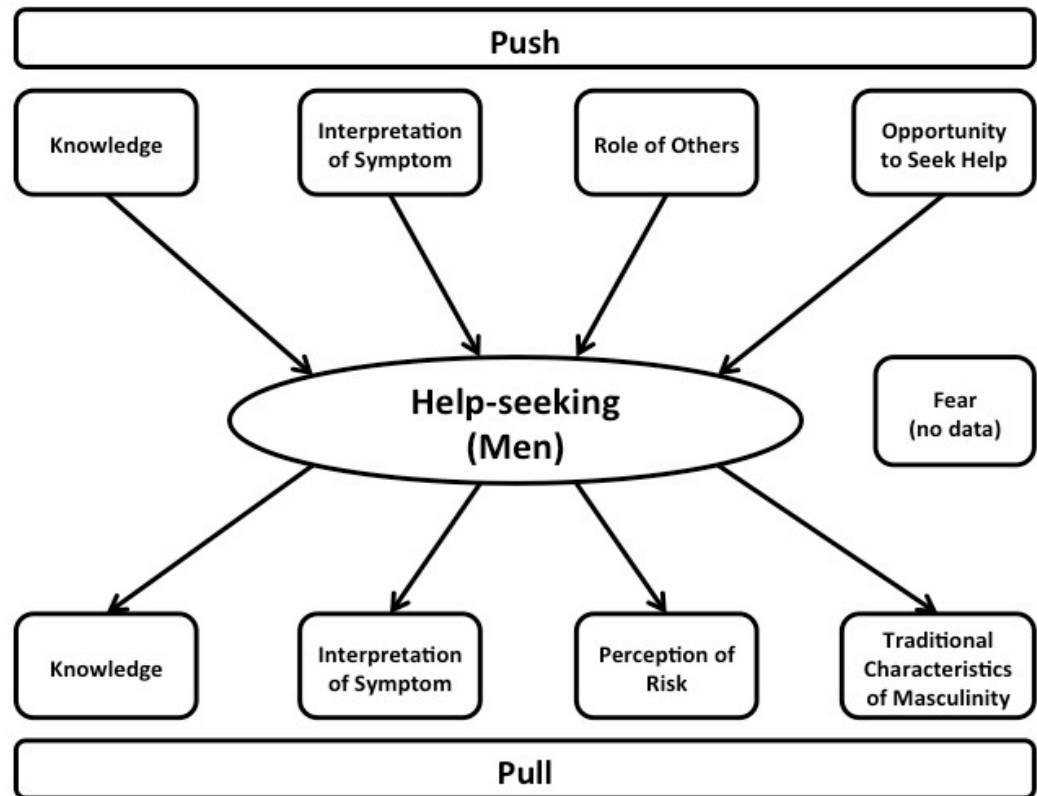 Push
Knowledge
Interpretation
of Symptom
Role of Others
Opportunity
to Seek Help
Help-seeking
(Men)
Fear
(no data)
Knowledge
Interpretation
of Symptom
Perception of
Risk
Traditional
Characteristics
of Masculinity
Pull